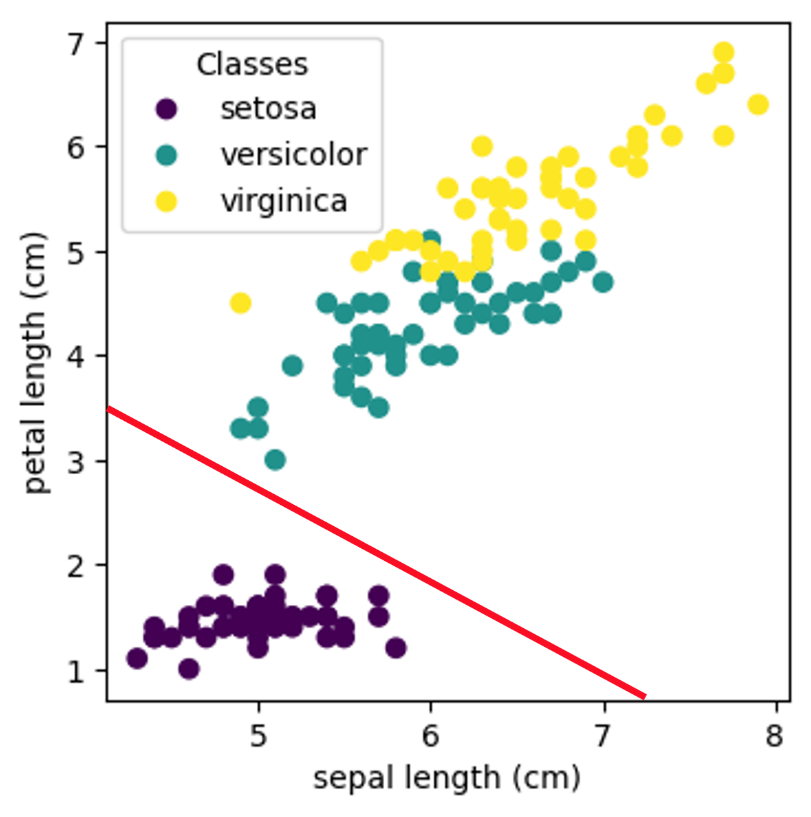 Classes
setosa
versicolor
virginica
7
6
5
4
3
2
1
petal length (cm)
5 6 7 8
sepal length (cm)